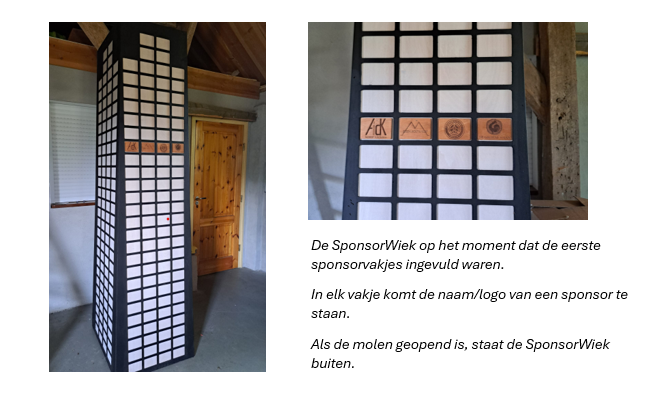 AdK
De SponsorWiek op het moment dat de eerste
sponsorvakjes ingevuld waren.
In elk vakje komt de naam/logo van een sponsor te
staan.
Als de molen geopend is, staat de SponsorWiek
buiten.